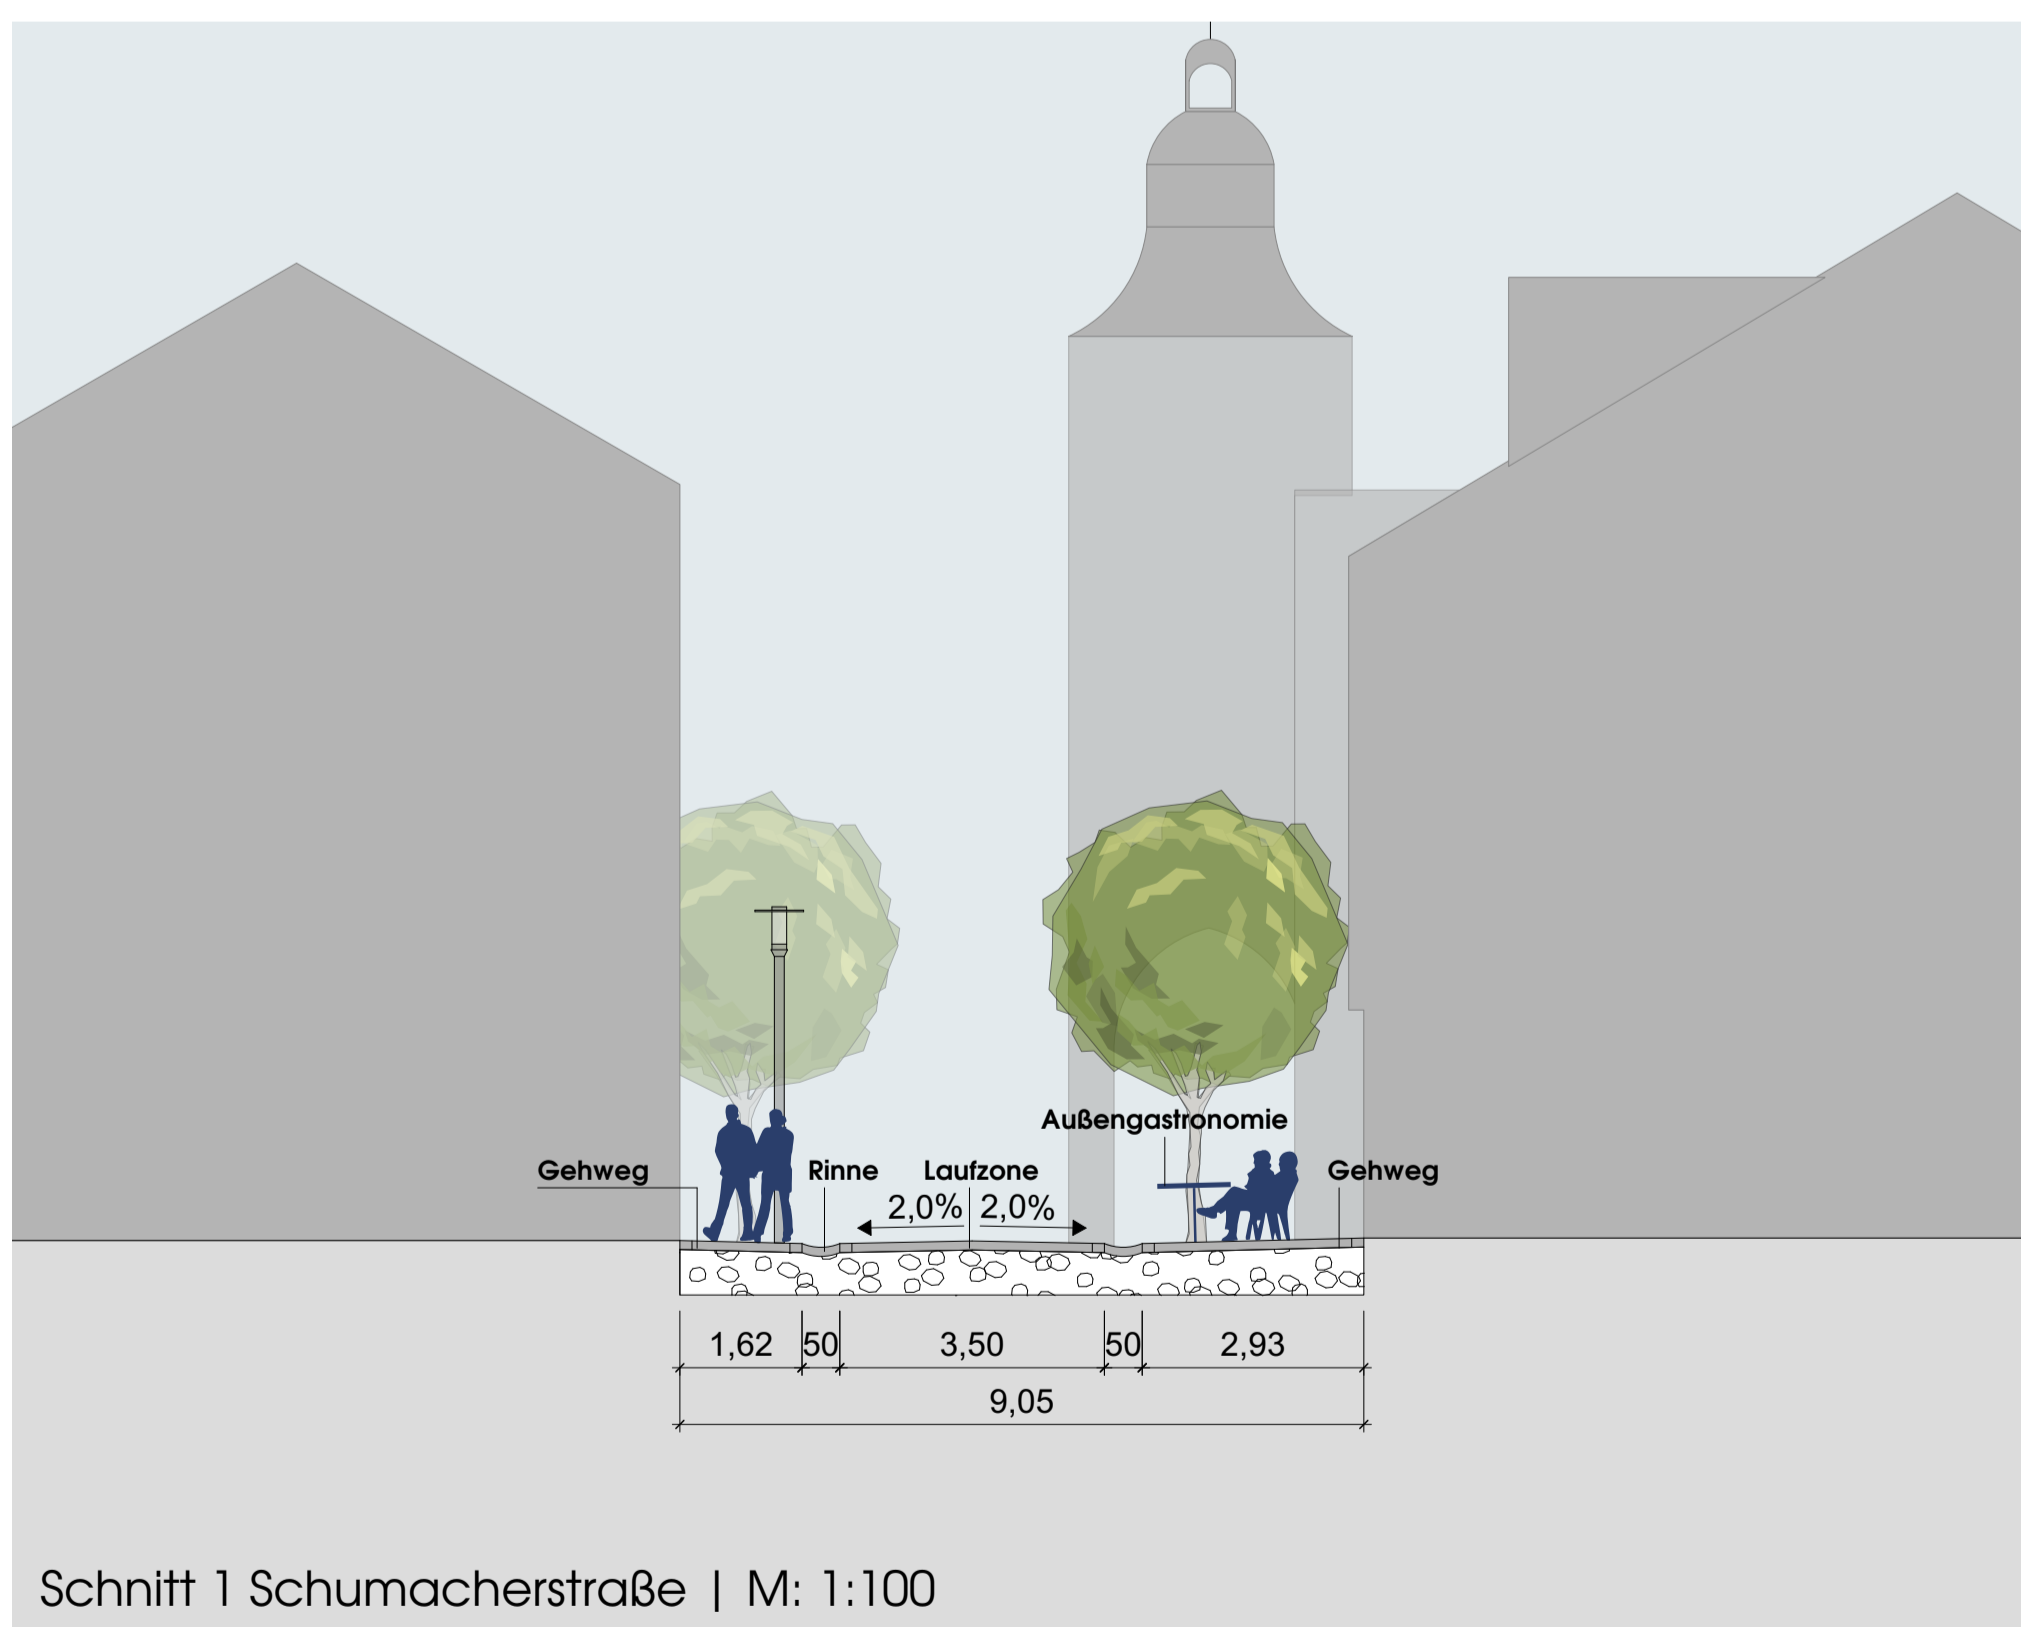 Außengastronomie
Gehweg
Rinne
Laufzone
Gehweg
2,0%
2,0%
1,62
50
3,50
50
2,93
9,05
Schnitt 1 Schumacherstraße | M: 1:100